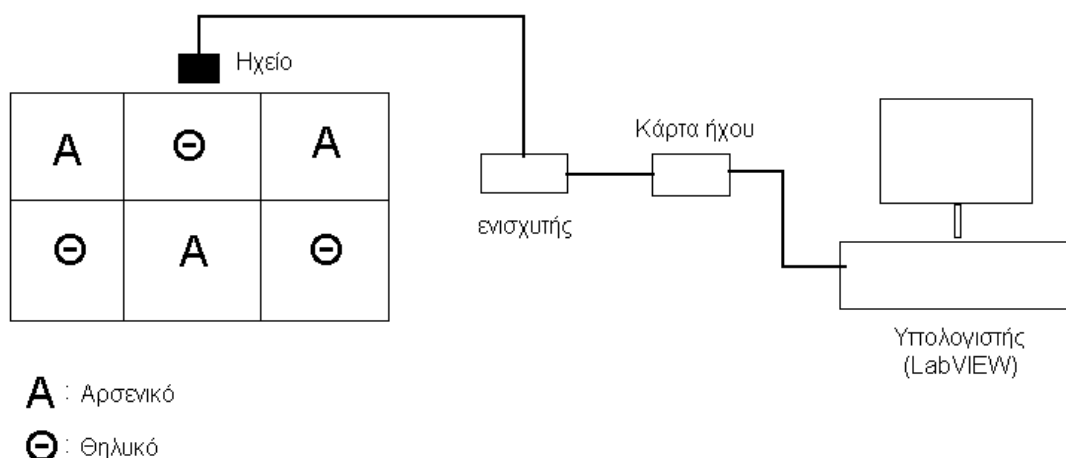 Ηχείο
Α Θ Α
Κάρτα ήχου
ενισχυτής
Θ Α Θ
Υπολογιστής
(LabVIEW)
Α : Αρσενικό
Θ : Θηλυκό